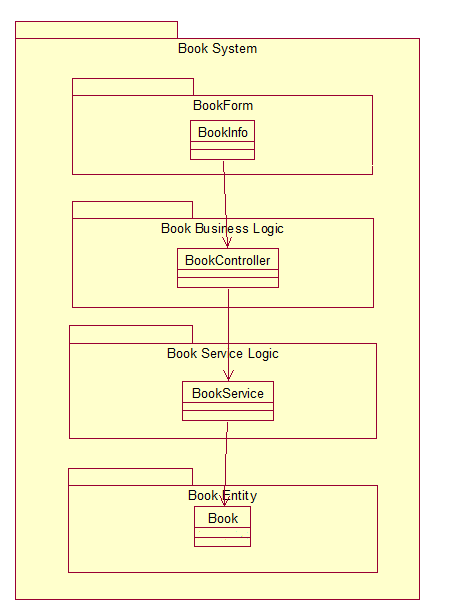 Book System
BookForm
BookInfo
Book Business Logic
BookController
Book Service Logic
BookService
Book Entity
Book